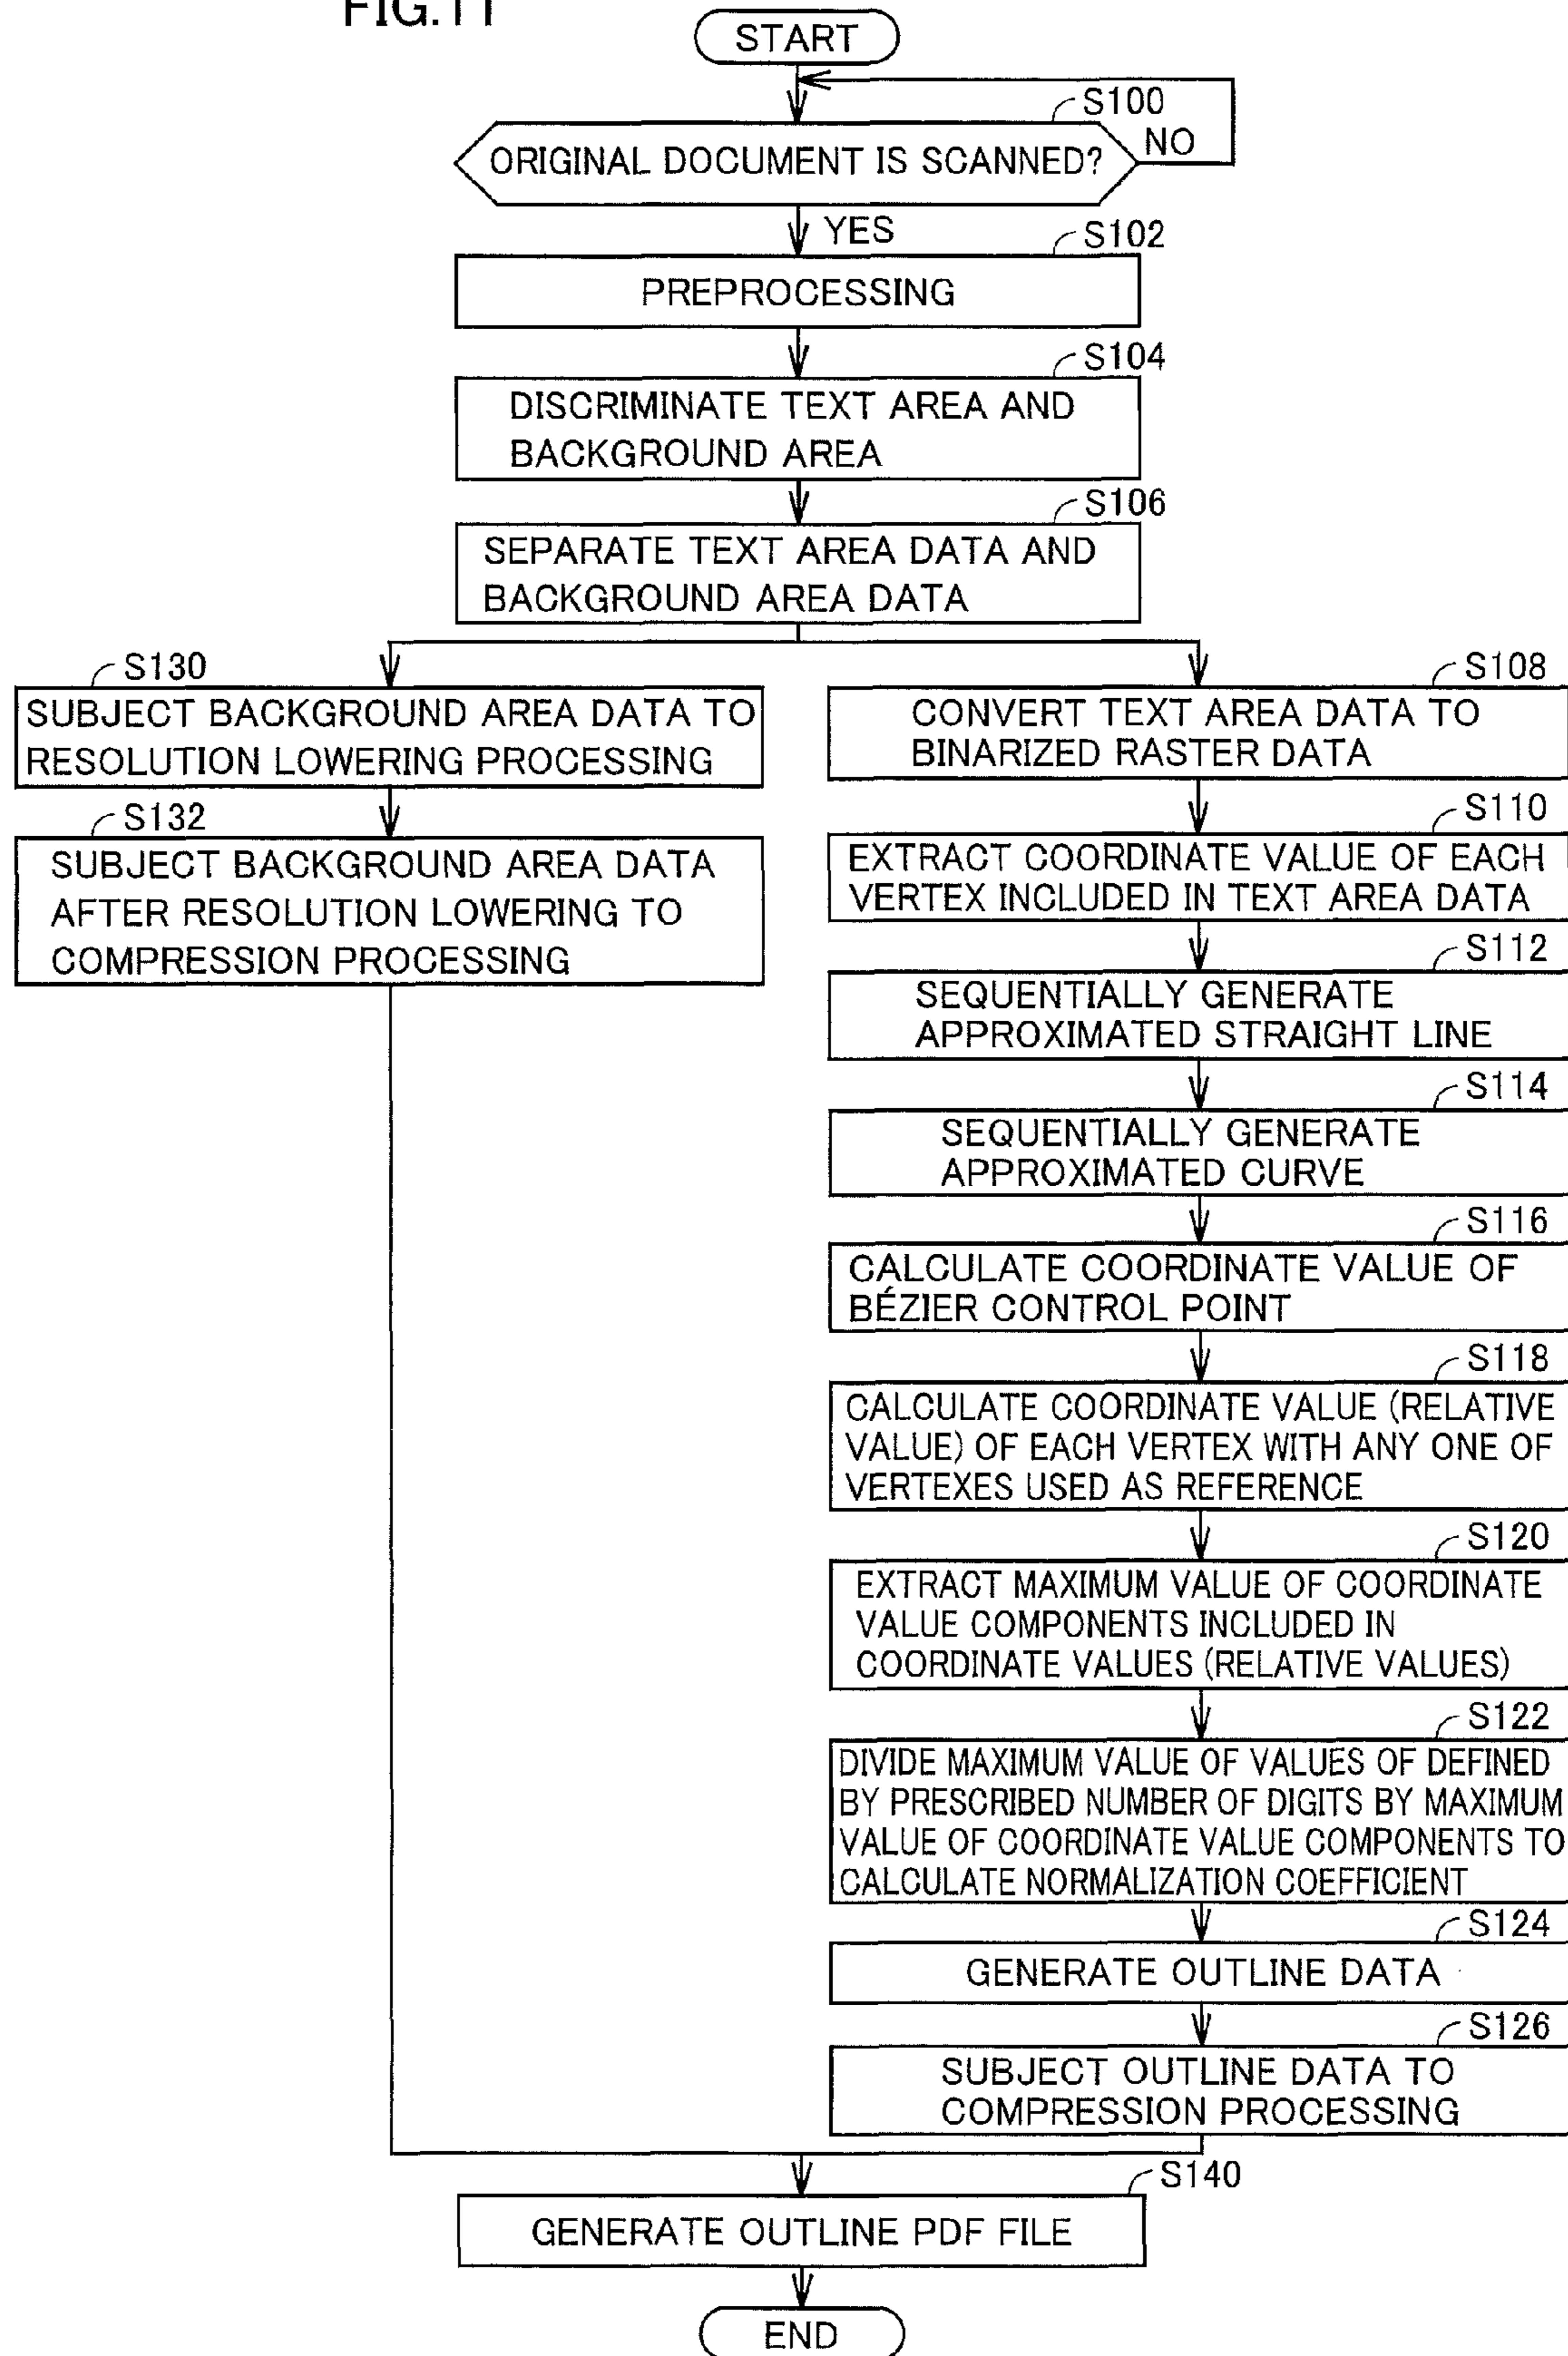 FIG.11
START
S100
ORIGINAL DOCUMENT IS SCANNED?
NO
YES
S102
PREPROCESSING
S104
DISCRIMINATE TEXT AREA AND
BACKGROUND AREA
S106
SEPARATE TEXT AREA DATA AND
BACKGROUND AREA DATA
S130
SUBJECT BACKGROUND AREA DATA TO
RESOLUTION LOWERING PROCESSING
S132
SUBJECT BACKGROUND AREA DATA
AFTER RESOLUTION LOWERING TO
COMPRESSION PROCESSING
S108
CONVERT TEXT AREA DATA TO
BINARIZED RASTER DATA
S110
EXTRACT COORDINATE VALUE OF EACH
VERTEX INCLUDED IN TEXT AREA DATA
S112
SEQUENTIALLY GENERATE
APPROXIMATED STRAIGHT LINE
S114
SEQUENTIALLY GENERATE
APPROXIMATED CURVE
S116
CALCULATE COORDINATE VALUE OF
BÉZIER CONTROL POINT
S118
CALCULATE COORDINATE VALUE (RELATIVE
VALUE) OF EACH VERTEX WITH ANY ONE OF
VERTEXES USED AS REFERENCE
S120
EXTRACT MAXIMUM VALUE OF COORDINATE
VALUE COMPONENTS INCLUDED IN
COORDINATE VALUES (RELATIVE VALUES)
S122
DIVIDE MAXIMUM VALUE OF VALUES OF DEFINED
BY PRESCRIBED NUMBER OF DIGITS BY MAXIMUM
VALUE OF COORDINATE VALUE COMPONENTS TO
CALCULATE NORMALIZATION COEFFICIENT
S124
GENERATE OUTLINE DATA
S126
SUBJECT OUTLINE DATA TO
COMPRESSION PROCESSING
S140
GENERATE OUTLINE PDF FILE
END